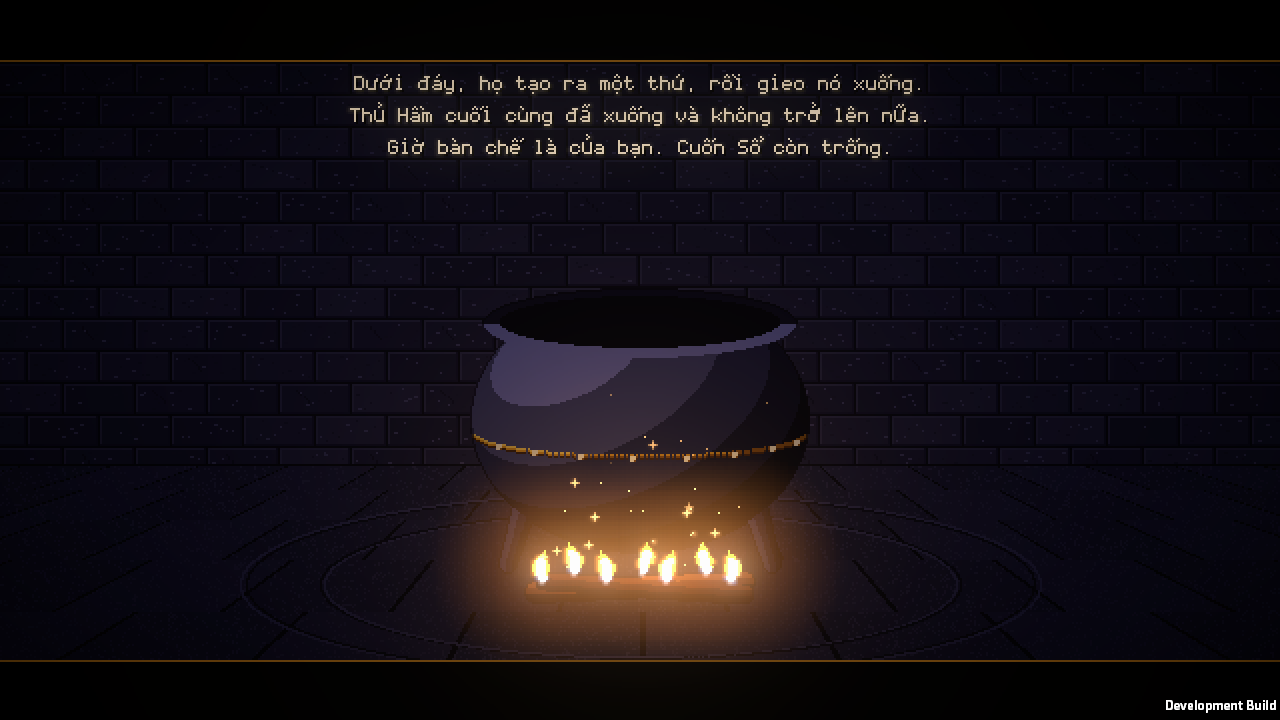 Dưới đáy, họ tạo ra một thứ, rồi gieo nó xuống.
Thủ Hầm cuối cùng đã xuống và không trở lên nữa.
Giờ bàn chế là của bạn. Cuốn Sổ còn trống.
Development Build